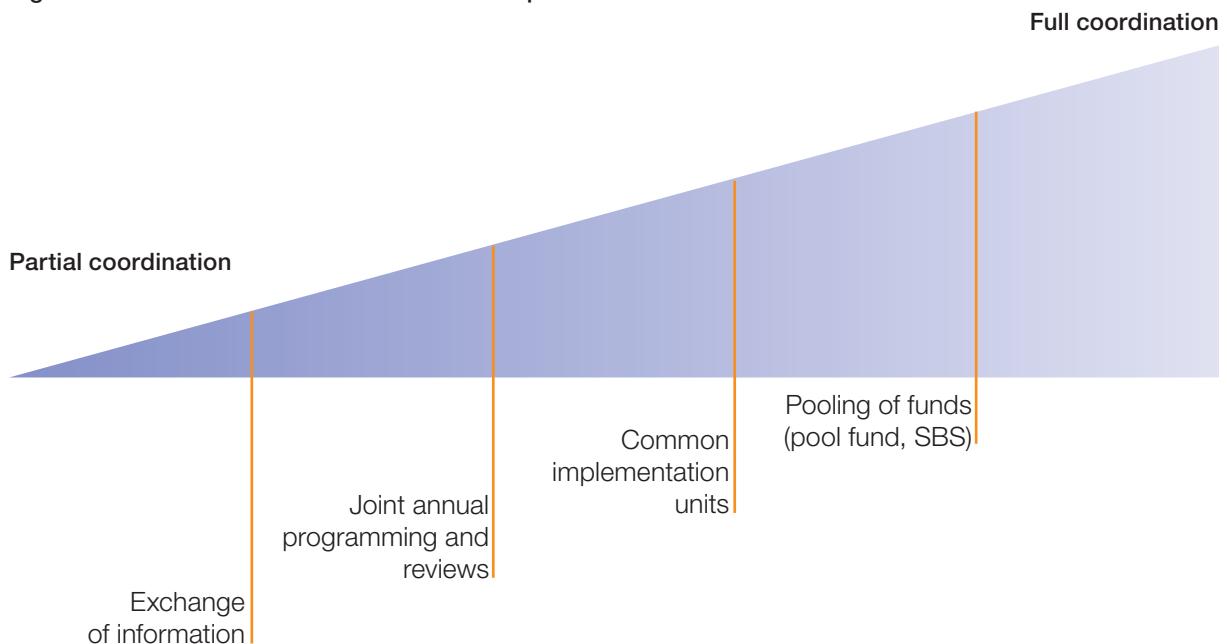 Full coordination
Partial coordination
Pooling of funds
(pool fund, SBS)
Common
implementation
units
Joint annual
programming and
reviews
Exchange
of information